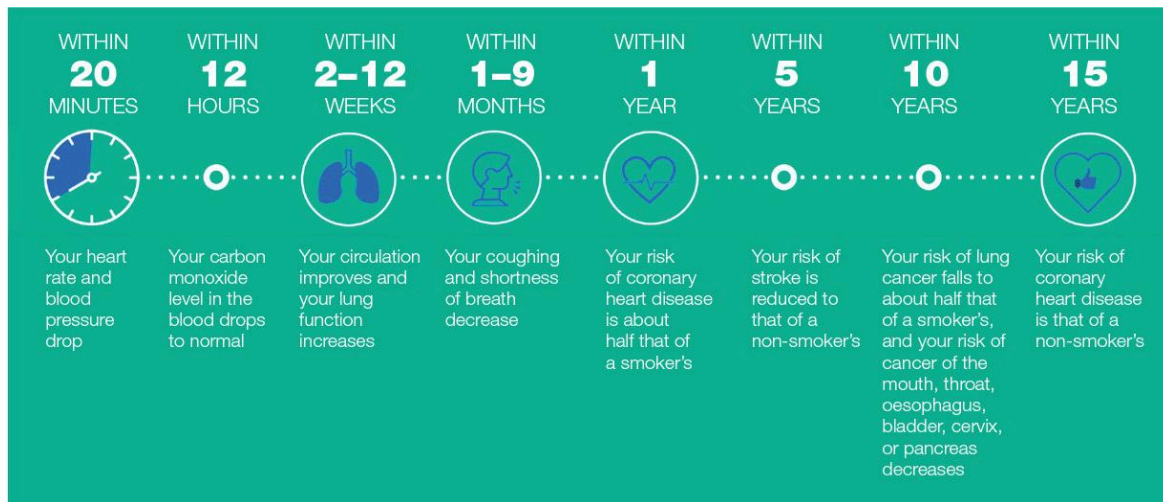 WITHIN
20
MINUTES
Your heart
rate and
blood
pressure
drop
WITHIN
12
HOURS
Your carbon
monoxide
level in the
blood drops
to normal
WITHIN
2–12
WEEKS
Your circulation
improves and
your lung
function
increases
WITHIN
1–9
MONTHS
Your coughing
and shortness
of breath
decrease
WITHIN
1
YEAR
Your risk
of coronary
heart disease
is about
half that of
a smoker's
WITHIN
5
YEARS
Your risk of
stroke is
reduced to
that of a
non-smoker's
WITHIN
10
YEARS
Your risk of lung
cancer falls to
about half that
of a smoker's,
and your risk of
cancer of the
mouth, throat,
oesophagus,
bladder, cervix,
or pancreas
decreases
WITHIN
15
YEARS
Your risk of
coronary
heart disease
is that of a
non-smoker's